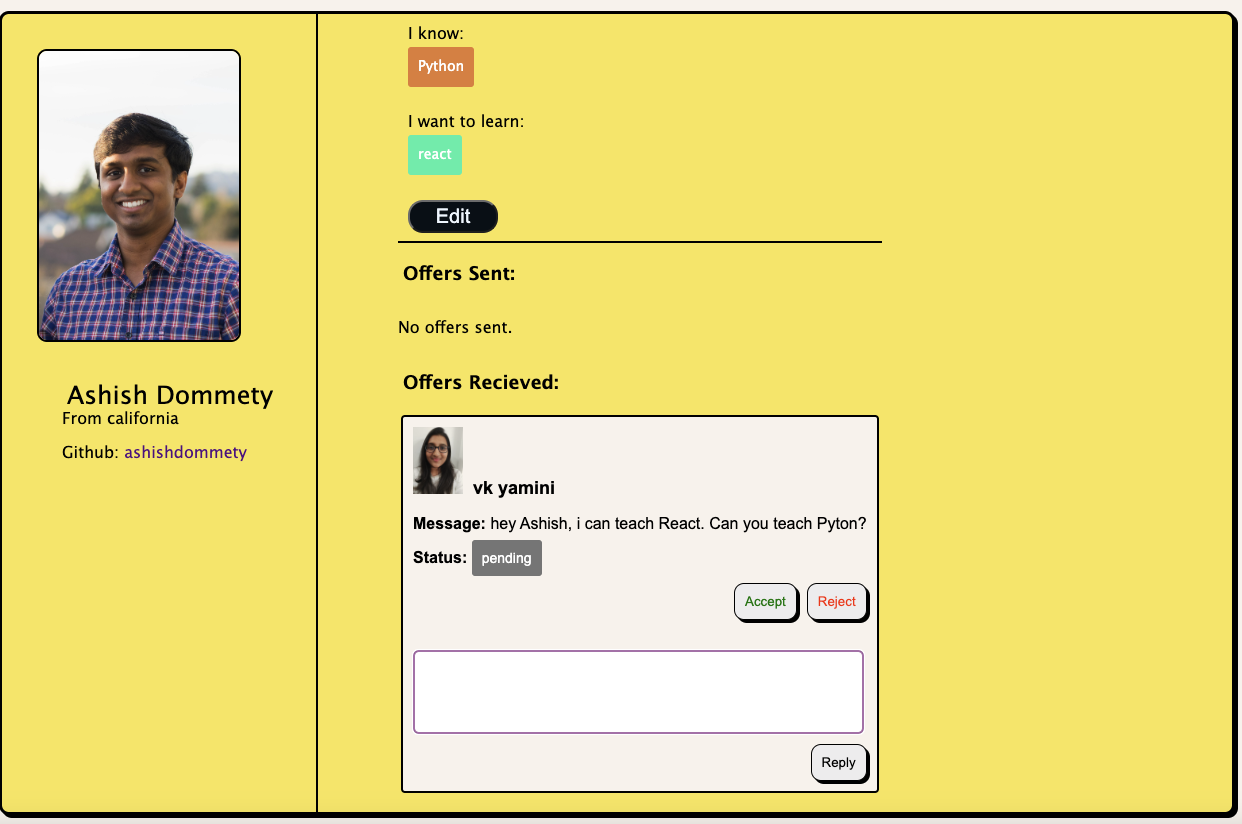 I know:
Python
I want to learn:
react
Edit
Offers Sent:
No offers sent.
Offers Recieved:
Ashish Dommety
From california
Github: ashishdommety
vk yamini
Message: hey Ashish, i can teach React. Can you teach Pyton?
Status: pending
Accept Reject
Reply